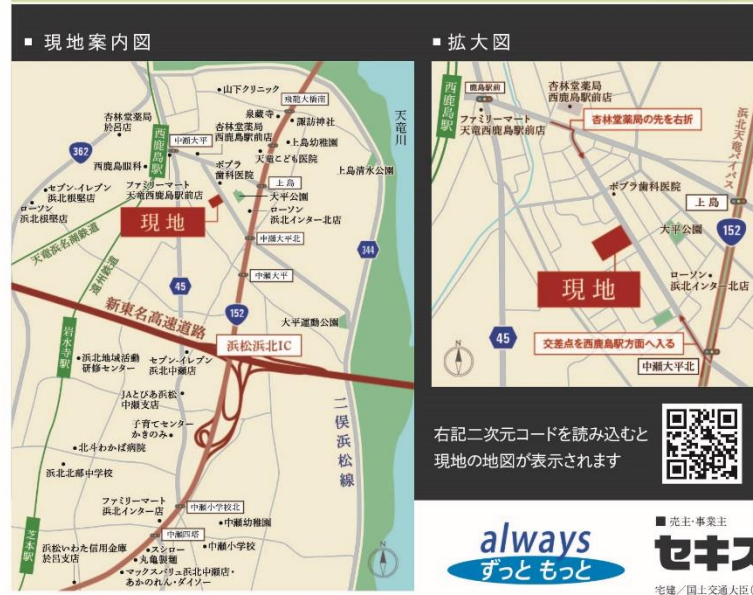 ■ 現地案内図
・山下クリニック
飛龍大橋南
泉蔵寺
諏訪神社
天竜川
杏林堂薬局
於呂店
西鹿島駅
中瀬大平
杏林堂薬局
西鹿島駅前店
上島幼稚園
天竜こども医院
上島清水公園
362
西鹿島眼科
ファミリーマート
天竜西鹿島駅前店
ポプラ
歯科医院
上島
大平公園
セブン-イレブン
浜北根堅店
ローソン
浜北根堅店
現地
ローソン
浜北インター北店
中瀬大平北
344
天竜浜名湖鉄道
遠州鉄道
45
中瀬大平
新東名高速道路
152
大平運動公園
浜松浜北IC
岩水寺駅
浜北地域活動
研修センター
セブン-イレブン
浜北中瀬店
JAとぴあ浜松
中瀬支店
子育てセンター
かきのみ
北斗わかば病院
浜北北部中学校
二俣浜松線
ファミリーマート
浜北インター店
中瀬小学校北
中瀬幼稚園
芝本駅
中瀬四塔
浜松いわた信用金庫
於呂支店
スシロー
丸亀製麺
中瀬小学校
マックスバリュ浜北中瀬店・
あかのれん・ダイソー
■ 拡大図
西鹿島駅
鹿島駅前
杏林堂薬局
西鹿島駅前店
ファミリーマート
天竜西鹿島駅前店
杏林堂薬局の先を右折
浜北天竜バイパス
ポプラ歯科医院
上島
大平公園
152
現地
ローソン
浜北インター北店
45
交差点を西鹿島駅方面へ入る
中瀬大平北
右記二次元コードを読み込むと
現地の地図が表示されます
always
ずっと もっと
■ 売主・事業主
セキス
宅建/国土交通大臣(